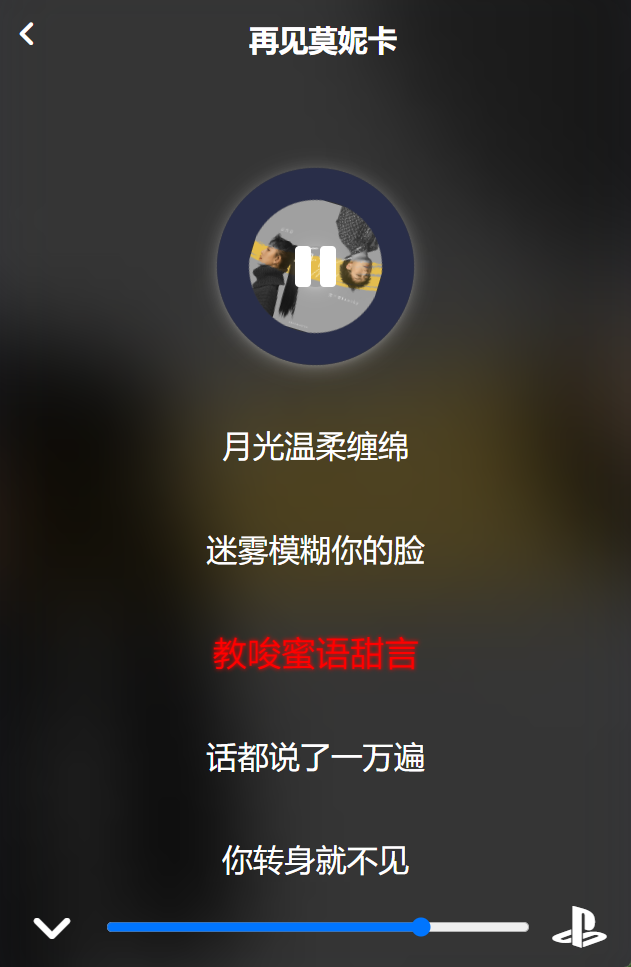 再见莫妮卡
月光温柔缠绵
迷雾模糊你的脸
教唆蜜语甜言
话都说了一万遍
你转身就不见